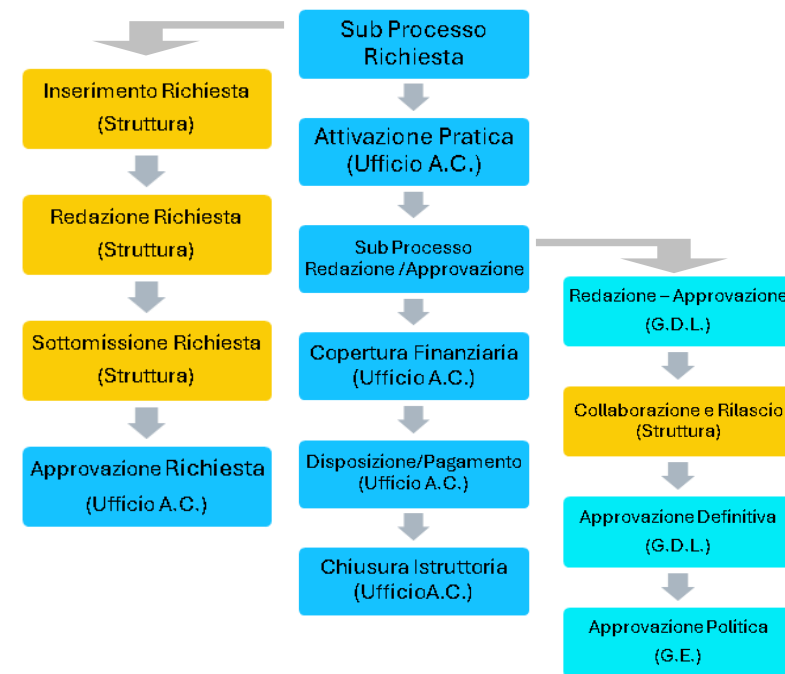 Sub Processo
Richiesta
Inserimento Richiesta
(Struttura)
Redazione Richiesta
(Struttura)
Sottomissione Richiesta
(Struttura)
Approvazione Richiesta
(Ufficio A.C.)
Attivazione Pratica
(Ufficio A.C.)
Sub Processo
Redazione /Approvazione
Copertura Finanziaria
(Ufficio A.C.)
Disposizione/Pagamento
(Ufficio A.C.)
Chiusura Istruttoria
(UfficioA.C.)
Redazione – Approvazione
(G.D.L.)
Collaborazione e Rilascio
(Struttura)
Approvazione Definitiva
(G.D.L.)
Approvazione Politica
(G.E.)